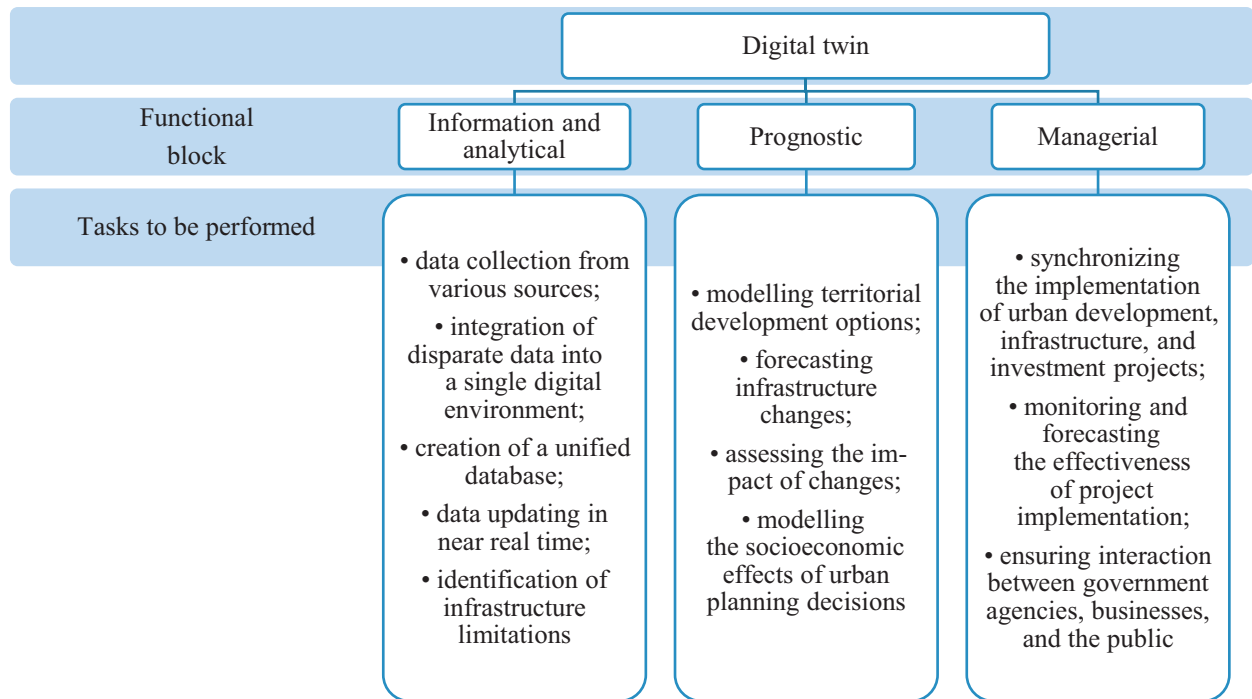 Digital twin
Functional
block
Information and
analytical
Prognostic
Managerial
Tasks to be performed
• data collection from
various sources;
• integration of
disparate data into
a single digital
environment;
• creation of a unified
database;
• data updating in
near real time;
• identification of
infrastructure
limitations
• modelling territorial
development options;
• forecasting
infrastructure
changes;
• assessing the im-
pact of changes;
• modelling
the socioeconomic
effects of urban
planning decisions
• synchronizing
the implementation
of urban development,
infrastructure, and
investment projects;
• monitoring and
forecasting
the effectiveness
of project
implementation;
• ensuring interaction
between government
agencies, businesses,
and the public